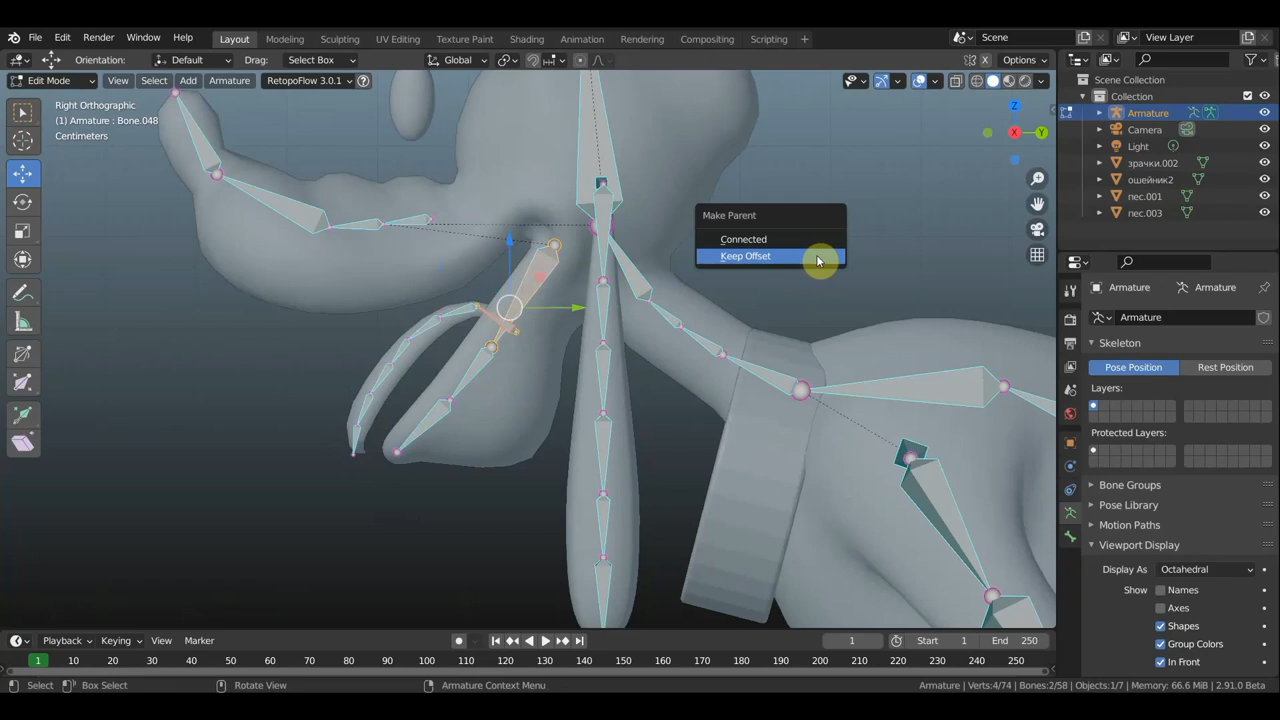 File Edit Render Window Help Layout Modeling Sculpting UV Editing Texture Paint Shading Animation Rendering Compositing Scripting + Scene View Layer
Orientation: Default Drag: Select Box Global Options
Edit Mode View Select Add Armature RetopoFlow 3.0.1
Right Orthographic
(1) Armature : Bone.048
Centimeters
Z
X
Y
Make Parent
Connected
Keep Offset
Scene Collection
Collection
Armature
Camera
Light
зрачки.002
ошейник2
пес.001
пес.003
Armature Armature
Armature
Skeleton
Pose Position Rest Position
Layers:
Protected Layers:
Bone Groups
Pose Library
Motion Paths
Viewport Display
Display As Octahedral
Show Names
Axes
Shapes
Group Colors
In Front
Playback Keying View Marker 1 Start 1 End 250
1 10 20 30 40 50 60 70 80 90 100 110 120 130 140 150 160 170 180 190 200 210 220 230 240 250
Select Box Select Rotate View Armature Context Menu Armature | Verts:4/74 | Bones:2/58 | Objects:1/7 | Memory: 66.6 MiB | 2.91.0 Beta